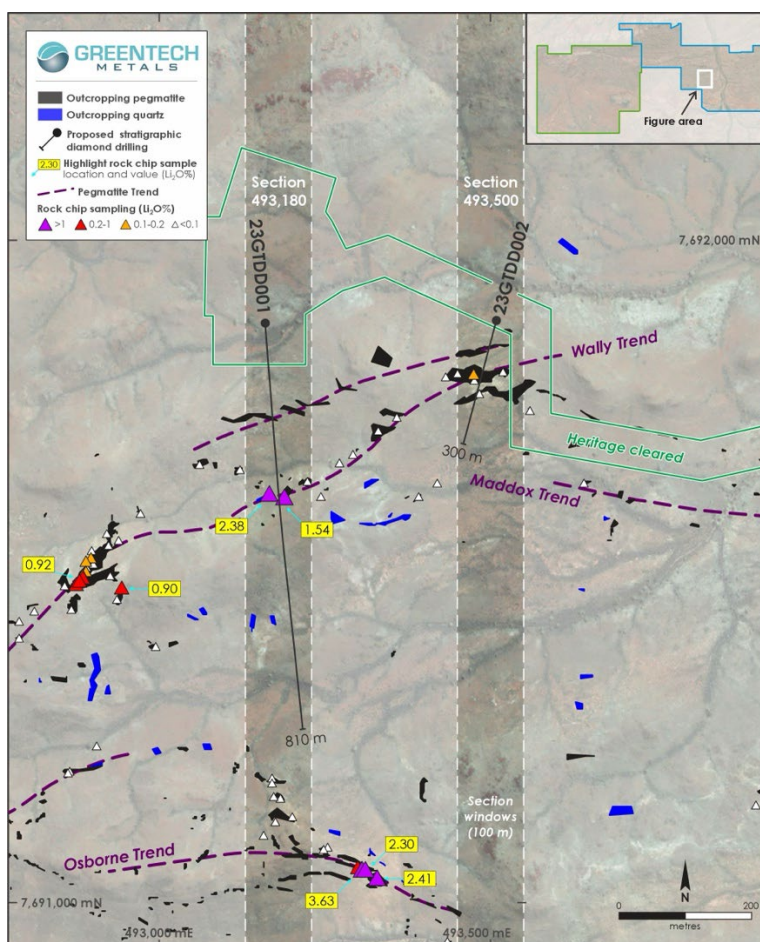 GREENTECH
METALS
Outcropping pegmatite
Outcropping quartz
Proposed stratigraphic
diamond drilling
2.30 Highlight rock chip sample
location and value (Li₂O%)
Pegmatite Trend
Rock chip sampling (Li₂O%)
>1 0.2-1 0.1-0.2 <0.1
Figure area
Section
493,180
Section
493,500
7,692,000 mN
23GTDD001
23GTDD002
Wally Trend
300 m
Heritage cleared
Maddox Trend
2.38
1.54
0.92
0.90
810 m
Section
windows
(100 m)
Osborne Trend
2.30
2.41
3.63
7,691,000 mN
493,000 mE
493,500 mE
N
0 200
metres